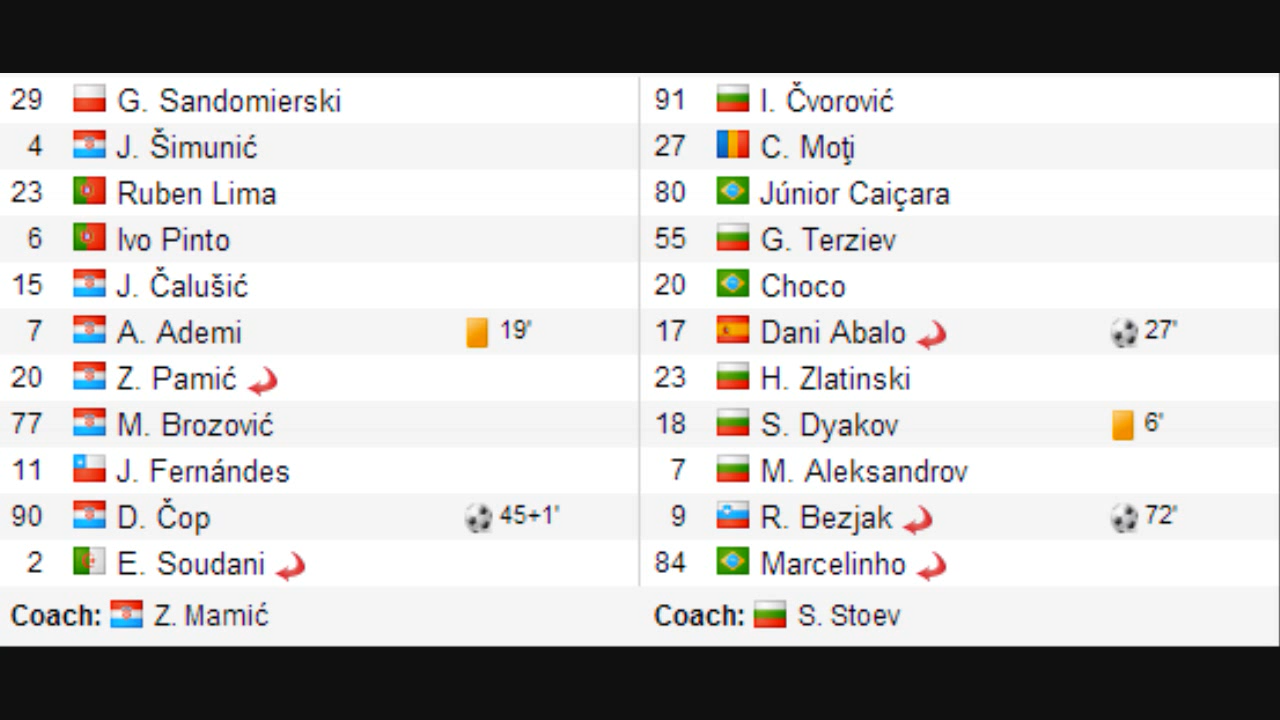 29 G. Sandomierski
4 J. Šimunić
23 Ruben Lima
6 Ivo Pinto
15 J. Čalušić
7 A. Ademi 19'
20 Z. Pamić
77 M. Brozović
11 J. Fernándes
90 D. Čop 45+1'
2 E. Soudani
Coach: Z. Mamić
91 I. Čvorović
27 C. Moţi
80 Júnior Caiçara
55 G. Terziev
20 Choco
17 Dani Abalo 27'
23 H. Zlatinski
18 S. Dyakov 6'
7 M. Aleksandrov
9 R. Bezjak 72'
84 Marcelinho
Coach: S. Stoev